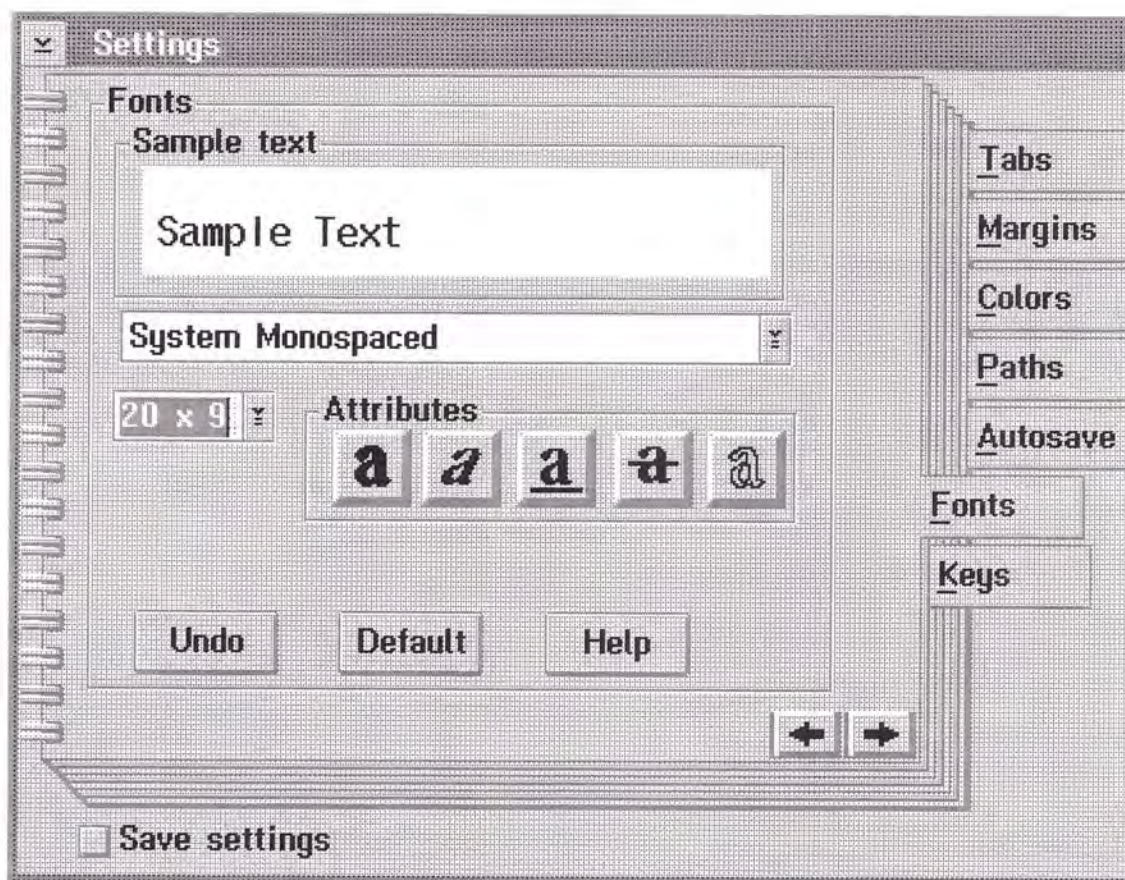 Settings
Fonts
Sample text
Sample Text
System Monospaced
20 x 9
Attributes
a a a a a
Undo Default Help
Tabs
Margins
Colors
Paths
Autosave
Fonts
Keys
Save settings